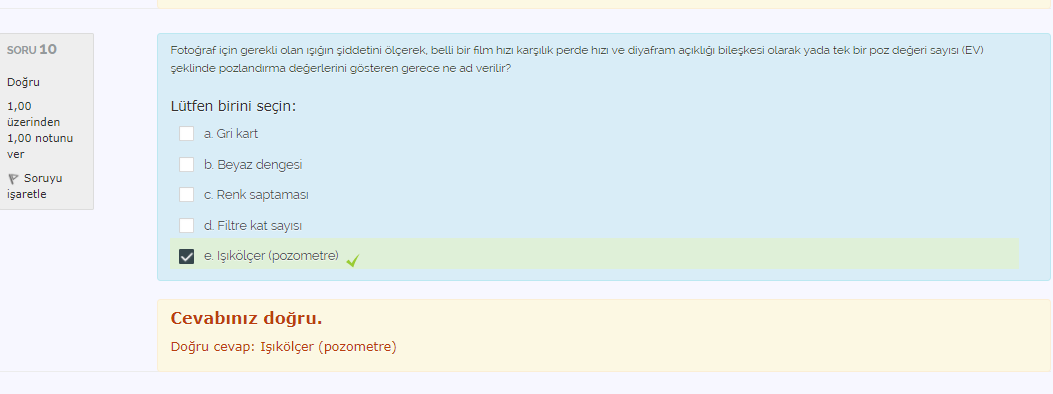 SORU 10
Doğru
1,00
üzerinden
1,00 notunu
ver
Soruyu
işaretle
Fotoğraf için gerekli olan ışığın şiddetini ölçerek, belli bir film hızı karşılık perde hızı ve diyafram açıklığı bileşkesi olarak yada tek bir poz değeri sayısı (EV)
şeklinde pozlandırma değerlerini gösteren gerece ne ad verilir?
Lütfen birini seçin:
a. Gri kart
b. Beyaz dengesi
c. Renk saptaması
d. Filtre kat sayısı
e. Işıkölçer (pozometre)
Cevabınız doğru.
Doğru cevap: Işıkölçer (pozometre)